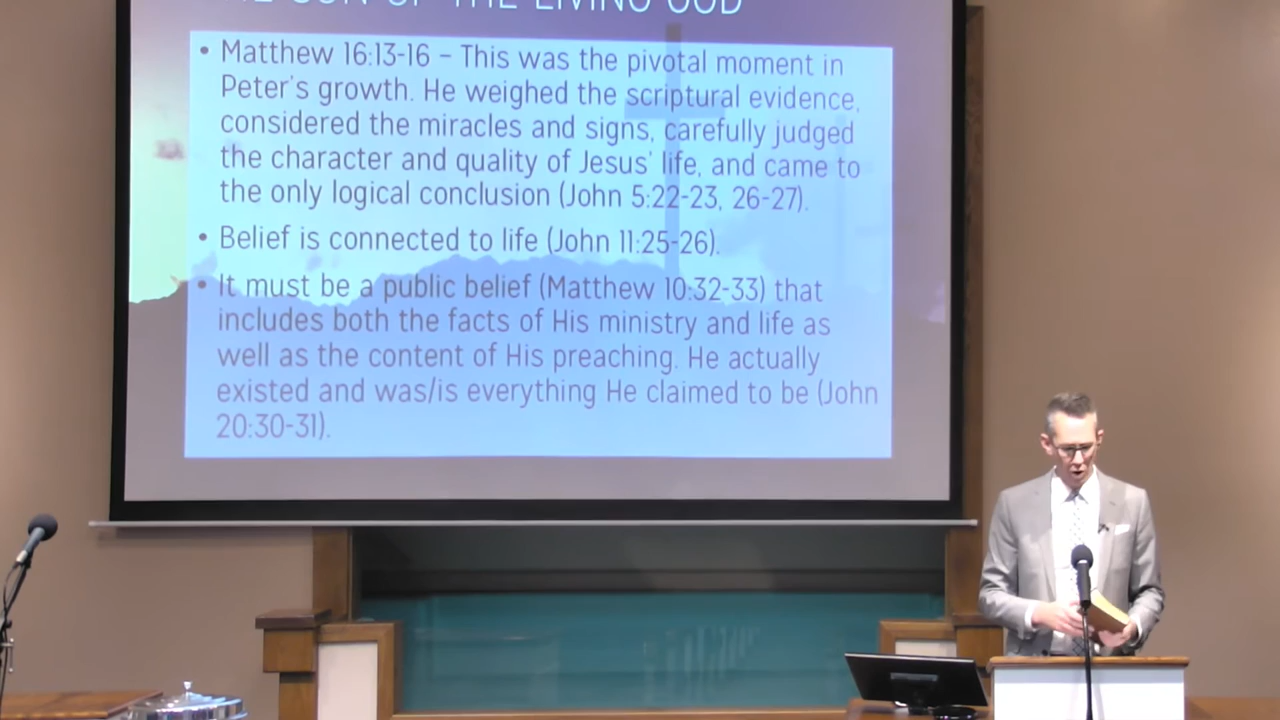 SON OF THE LIVING GOD
• Matthew 16:13-16 – This was the pivotal moment in
Peter's growth. He weighed the scriptural evidence,
considered the miracles and signs, carefully judged
the character and quality of Jesus' life, and came to
the only logical conclusion (John 5:22-23, 26-27).
• Belief is connected to life (John 11:25-26).
• It must be a public belief (Matthew 10:32-33) that
includes both the facts of His ministry and life as
well as the content of His preaching. He actually
existed and was/is everything He claimed to be (John
20:30-31).